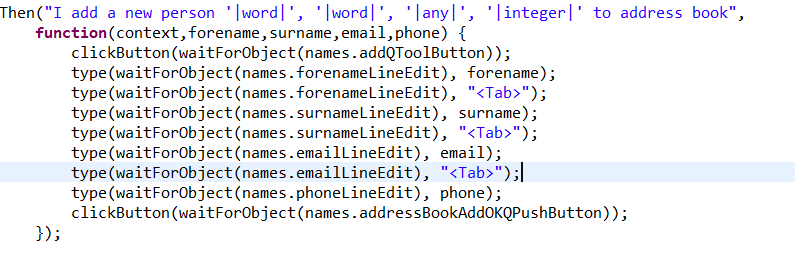 Then("I add a new person '|word|', '|word|', '|any|', '|integer|' to address book",
    function(context,forename,surname,email,phone) {
        clickButton(waitForObject(names.addQToolButton));
        type(waitForObject(names.forenameLineEdit), forename);
        type(waitForObject(names.forenameLineEdit), "<Tab>");
        type(waitForObject(names.surnameLineEdit), surname);
        type(waitForObject(names.surnameLineEdit), "<Tab>");
        type(waitForObject(names.emailLineEdit), email);
        type(waitForObject(names.emailLineEdit), "<Tab>");
        type(waitForObject(names.phoneLineEdit), phone);
        clickButton(waitForObject(names.addressBookAddOKQPushButton));
    });